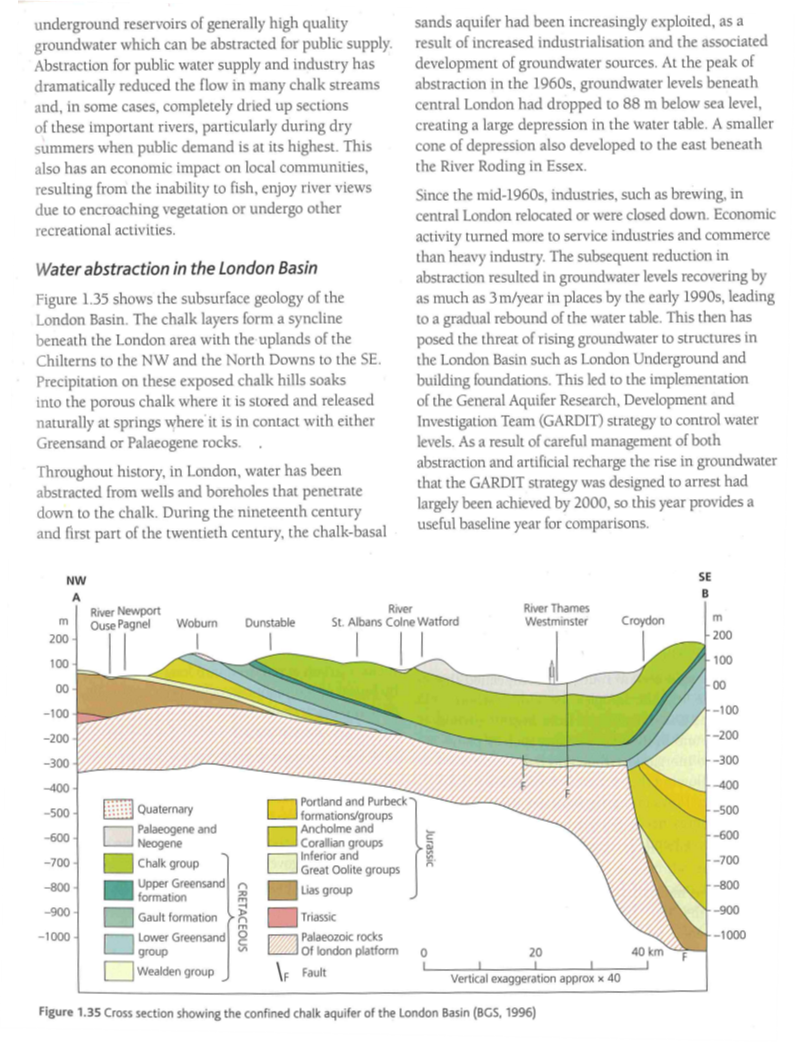 underground reservoirs of generally high quality
groundwater which can be abstracted for public supply.
Abstraction for public water supply and industry has
dramatically reduced the flow in many chalk streams
and, in some cases, completely dried up sections
of these important rivers, particularly during dry
summers when public demand is at its highest. This
also has an economic impact on local communities,
resulting from the inability to fish, enjoy river views
due to encroaching vegetation or undergo other
recreational activities.
Water abstraction in the London Basin
Figure 1.35 shows the subsurface geology of the
London Basin. The chalk layers form a syncline
beneath the London area with the uplands of the
Chilterns to the NW and the North Downs to the SE.
Precipitation on these exposed chalk hills soaks
into the porous chalk where it is stored and released
naturally at springs where it is in contact with either
Greensand or Palaeogene rocks.
Throughout history, in London, water has been
abstracted from wells and boreholes that penetrate
down to the chalk. During the nineteenth century
and first part of the twentieth century, the chalk-basal
sands aquifer had been increasingly exploited, as a
result of increased industrialisation and the associated
development of groundwater sources. At the peak of
abstraction in the 1960s, groundwater levels beneath
central London had dropped to 88 m below sea level,
creating a large depression in the water table. A smaller
cone of depression also developed to the east beneath
the River Roding in Essex.
Since the mid-1960s, industries, such as brewing, in
central London relocated or were closed down. Economic
activity turned more to service industries and commerce
than heavy industry. The subsequent reduction in
abstraction resulted in groundwater levels recovering by
as much as 3 m/year in places by the early 1990s, leading
to a gradual rebound of the water table. This then has
posed the threat of rising groundwater to structures in
the London Basin such as London Underground and
building foundations. This led to the implementation
of the General Aquifer Research, Development and
Investigation Team (GARDIT) strategy to control water
levels. As a result of careful management of both
abstraction and artificial recharge the rise in groundwater
that the GARDIT strategy was designed to arrest had
largely been achieved by 2000, so this year provides a
useful baseline year for comparisons.
NW
A
SE
B
River Newport
Ouse Pagnel
Woburn
Dunstable
St. Albans
River
Colne
Watford
River Thames
Westminster
Croydon
m
200
100
00
-100
-200
-300
-400
-500
-600
-700
-800
-900
-1000
m
200
100
00
-100
-200
-300
-400
-500
-600
-700
-800
-900
-1000
F
F
F
Quaternary
Palaeogene and
Neogene
Chalk group
Upper Greensand
formation
Gault formation
Lower Greensand
group
Wealden group
CRETACEOUS
Portland and Purbeck
formations/groups
Ancholme and
Corallian groups
Inferior and
Great Oolite groups
Lias group
Jurassic
Triassic
Palaeozoic rocks
Of london platform
F Fault
0 20 40 km
Vertical exaggeration approx × 40
Figure 1.35 Cross section showing the confined chalk aquifer of the London Basin (BGS, 1996)